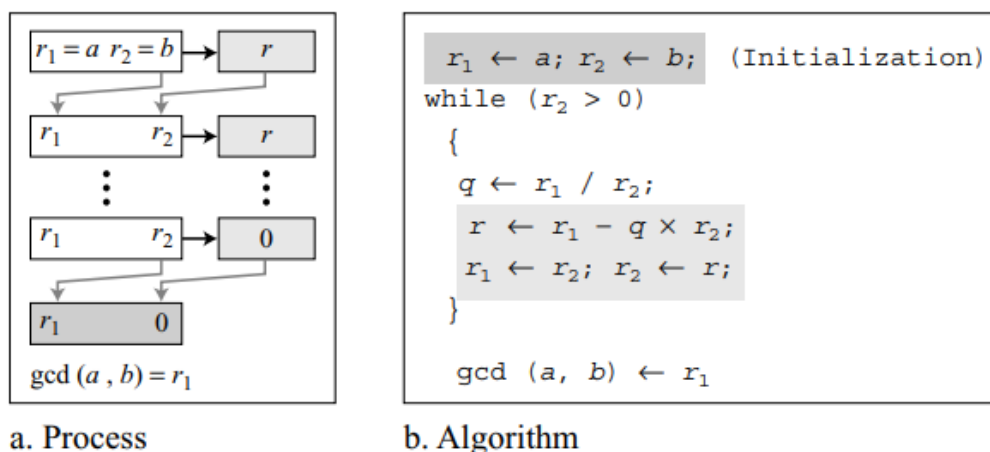 r₁ = a r₂ = b r
r₁ r₂ r
r₁ r₂ 0
r₁ 0
gcd (a , b) = r₁
a. Process
r₁ ← a; r₂ ← b; (Initialization)
while (r₂ > 0)
{
q ← r₁ / r₂;
r ← r₁ − q × r₂;
r₁ ← r₂; r₂ ← r;
}
gcd (a, b) ← r₁
b. Algorithm